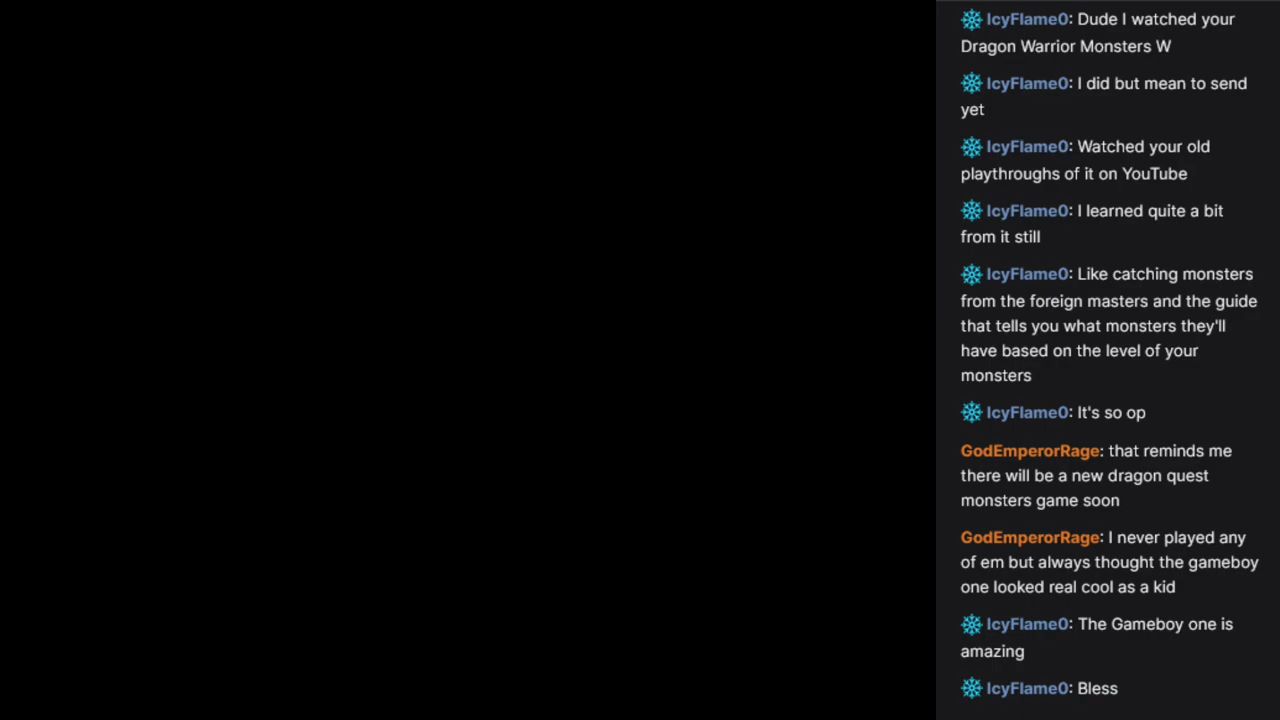 IcyFlame0: Dude I watched your
Dragon Warrior Monsters W
IcyFlame0: I did but mean to send
yet
IcyFlame0: Watched your old
playthroughs of it on YouTube
IcyFlame0: I learned quite a bit
from it still
IcyFlame0: Like catching monsters
from the foreign masters and the guide
that tells you what monsters they'll
have based on the level of your
monsters
IcyFlame0: It's so op
GodEmperorRage: that reminds me
there will be a new dragon quest
monsters game soon
GodEmperorRage: I never played any
of em but always thought the gameboy
one looked real cool as a kid
IcyFlame0: The Gameboy one is
amazing
IcyFlame0: Bless